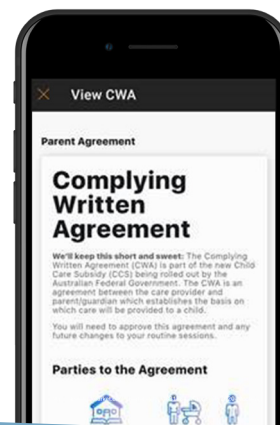 View CWA
Parent Agreement
Complying
Written
Agreement
We'll keep this short and sweet: The Complying
Written Agreement (CWA) is part of the new Child
Care Subsidy (CCS) being rolled out by the
Australian Federal Government. The CWA is an
agreement between the care provider and
parent/guardian which establishes the basis on
which care will be provided to a child.
You will need to approve this agreement and any
future changes to your routine sessions.
Parties to the Agreement